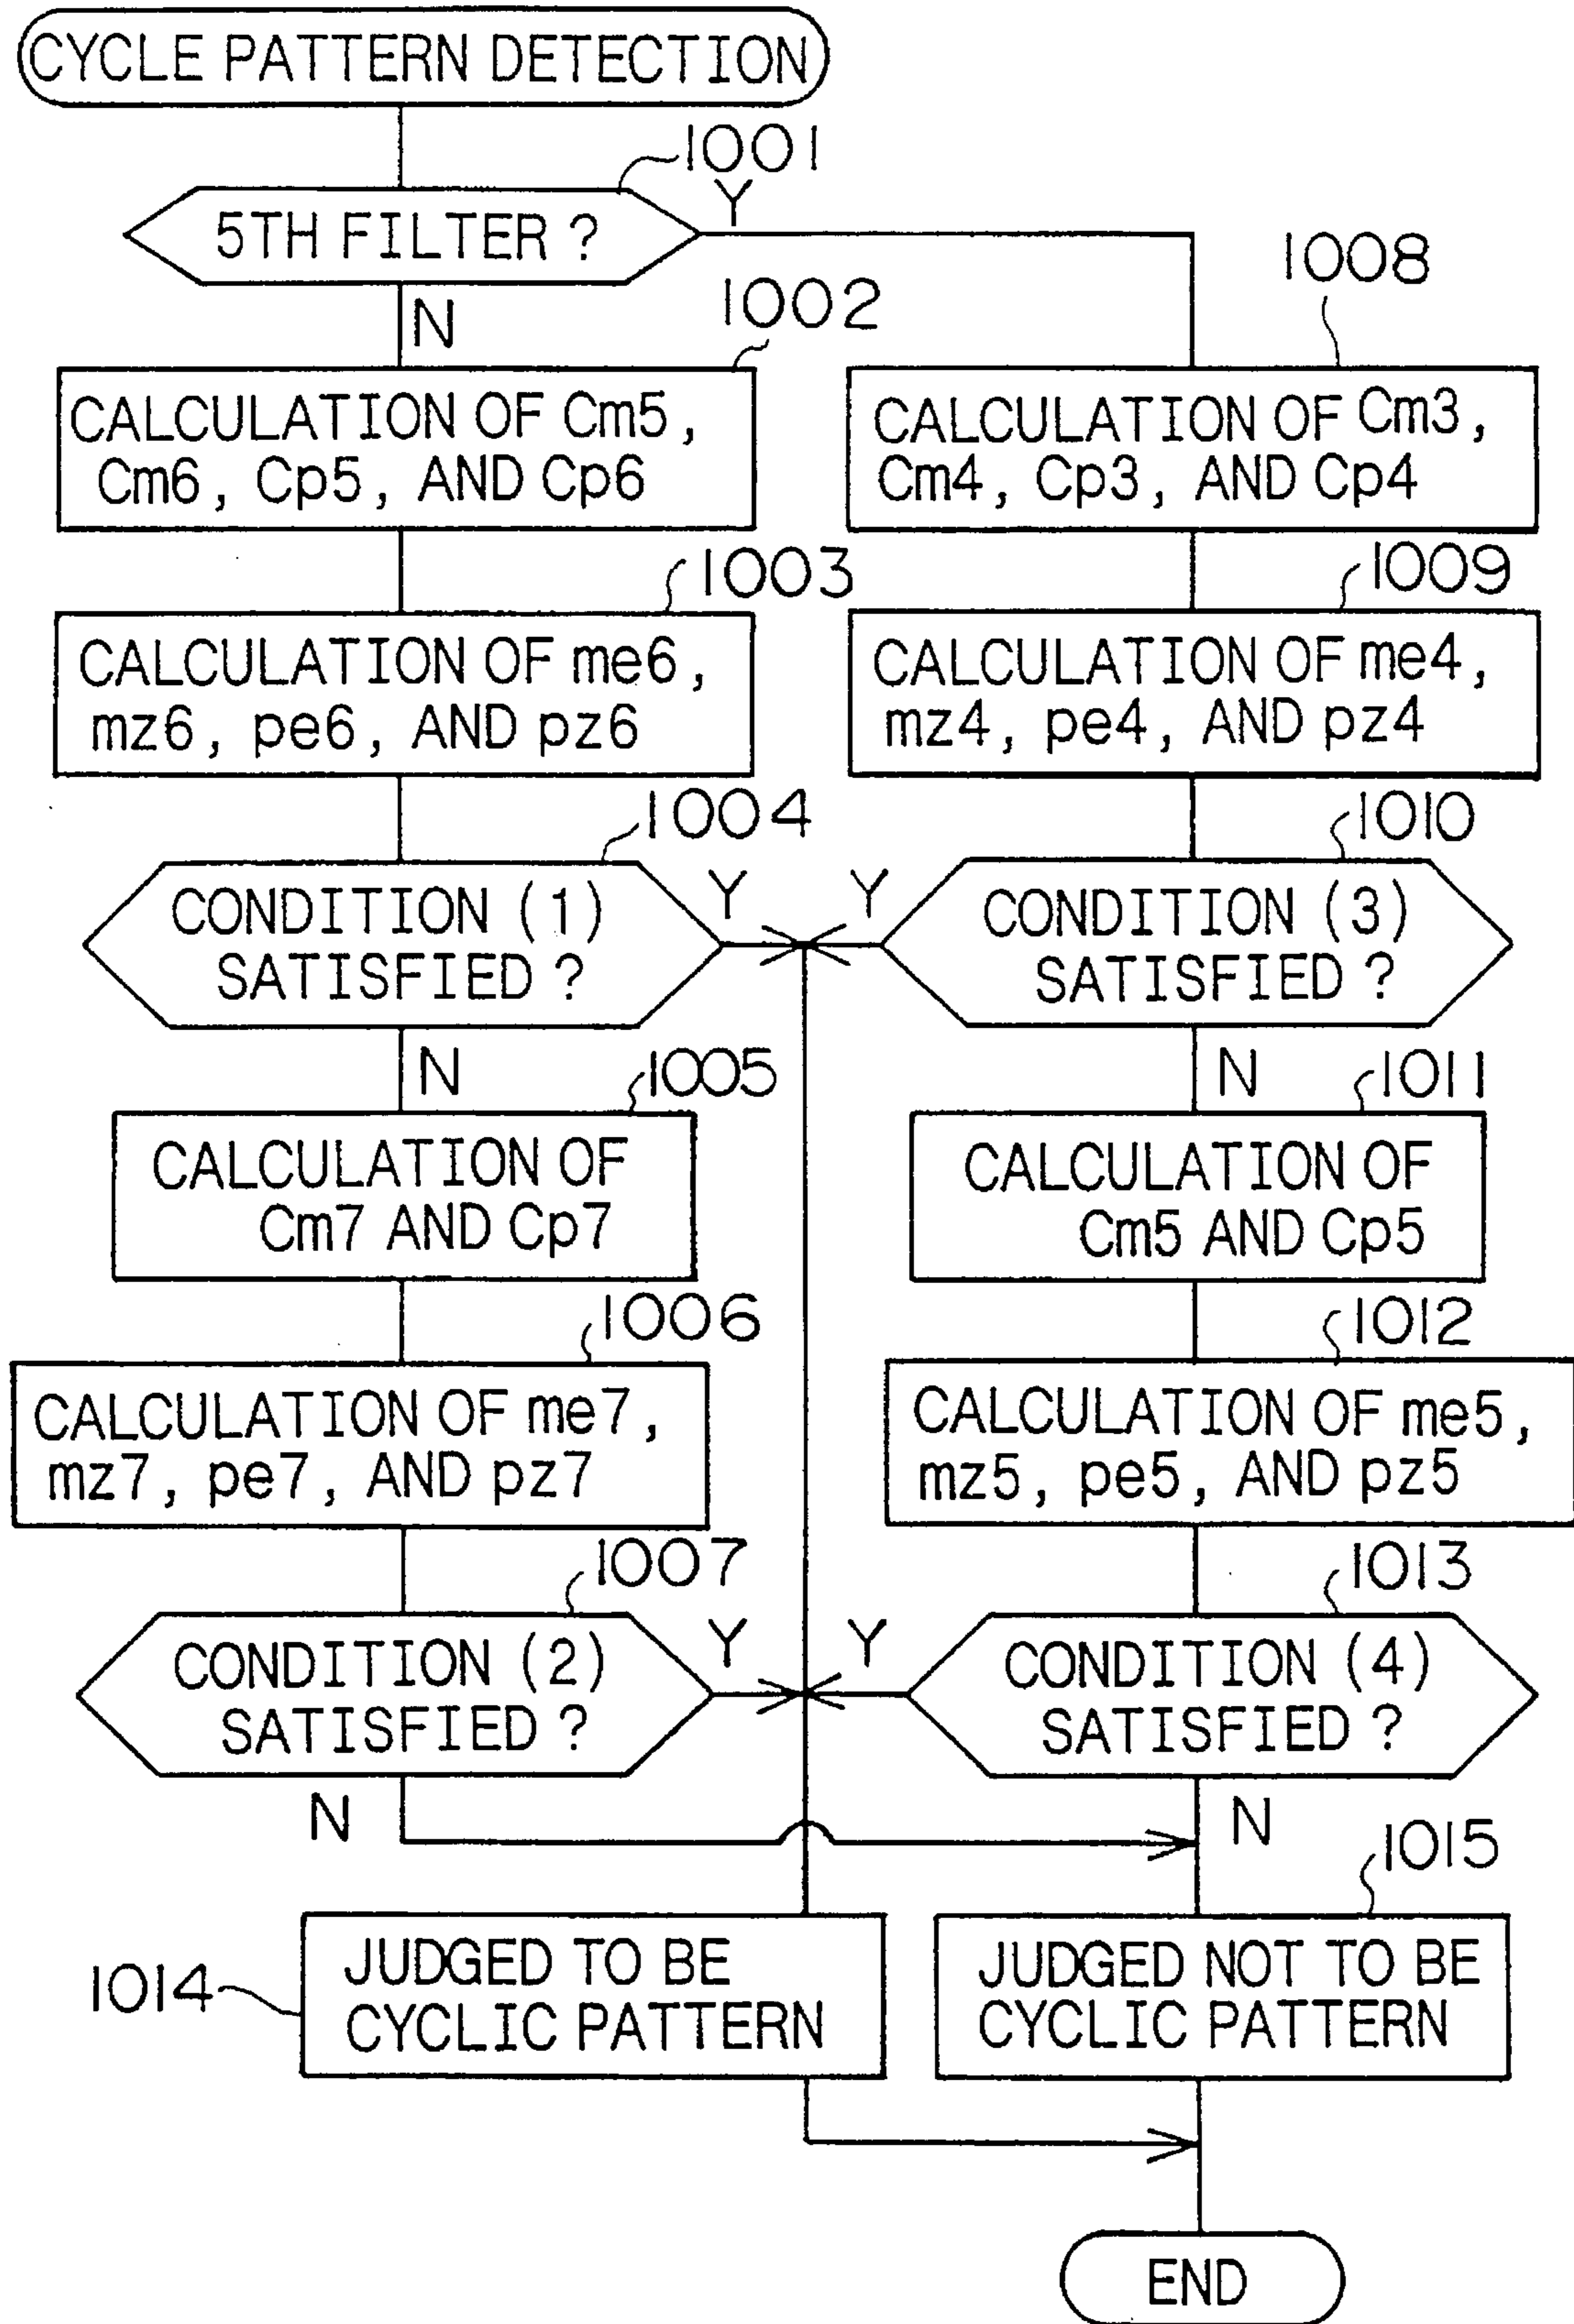 CYCLE PATTERN DETECTION
1001
5TH FILTER ?
Y
N
1002
CALCULATION OF Cm5,
Cm6, Cp5, AND Cp6
1003
CALCULATION OF me6,
mz6, pe6, AND pz6
1004
CONDITION (1)
SATISFIED ?
Y
N
1005
CALCULATION OF
Cm7 AND Cp7
1006
CALCULATION OF me7,
mz7, pe7, AND pz7
1007
CONDITION (2)
SATISFIED ?
Y
N
1008
CALCULATION OF Cm3,
Cm4, Cp3, AND Cp4
1009
CALCULATION OF me4,
mz4, pe4, AND pz4
1010
Y
CONDITION (3)
SATISFIED ?
N
1011
CALCULATION OF
Cm5 AND Cp5
1012
CALCULATION OF me5,
mz5, pe5, AND pz5
1013
Y
CONDITION (4)
SATISFIED ?
N
1014
JUDGED TO BE
CYCLIC PATTERN
1015
JUDGED NOT TO BE
CYCLIC PATTERN
END